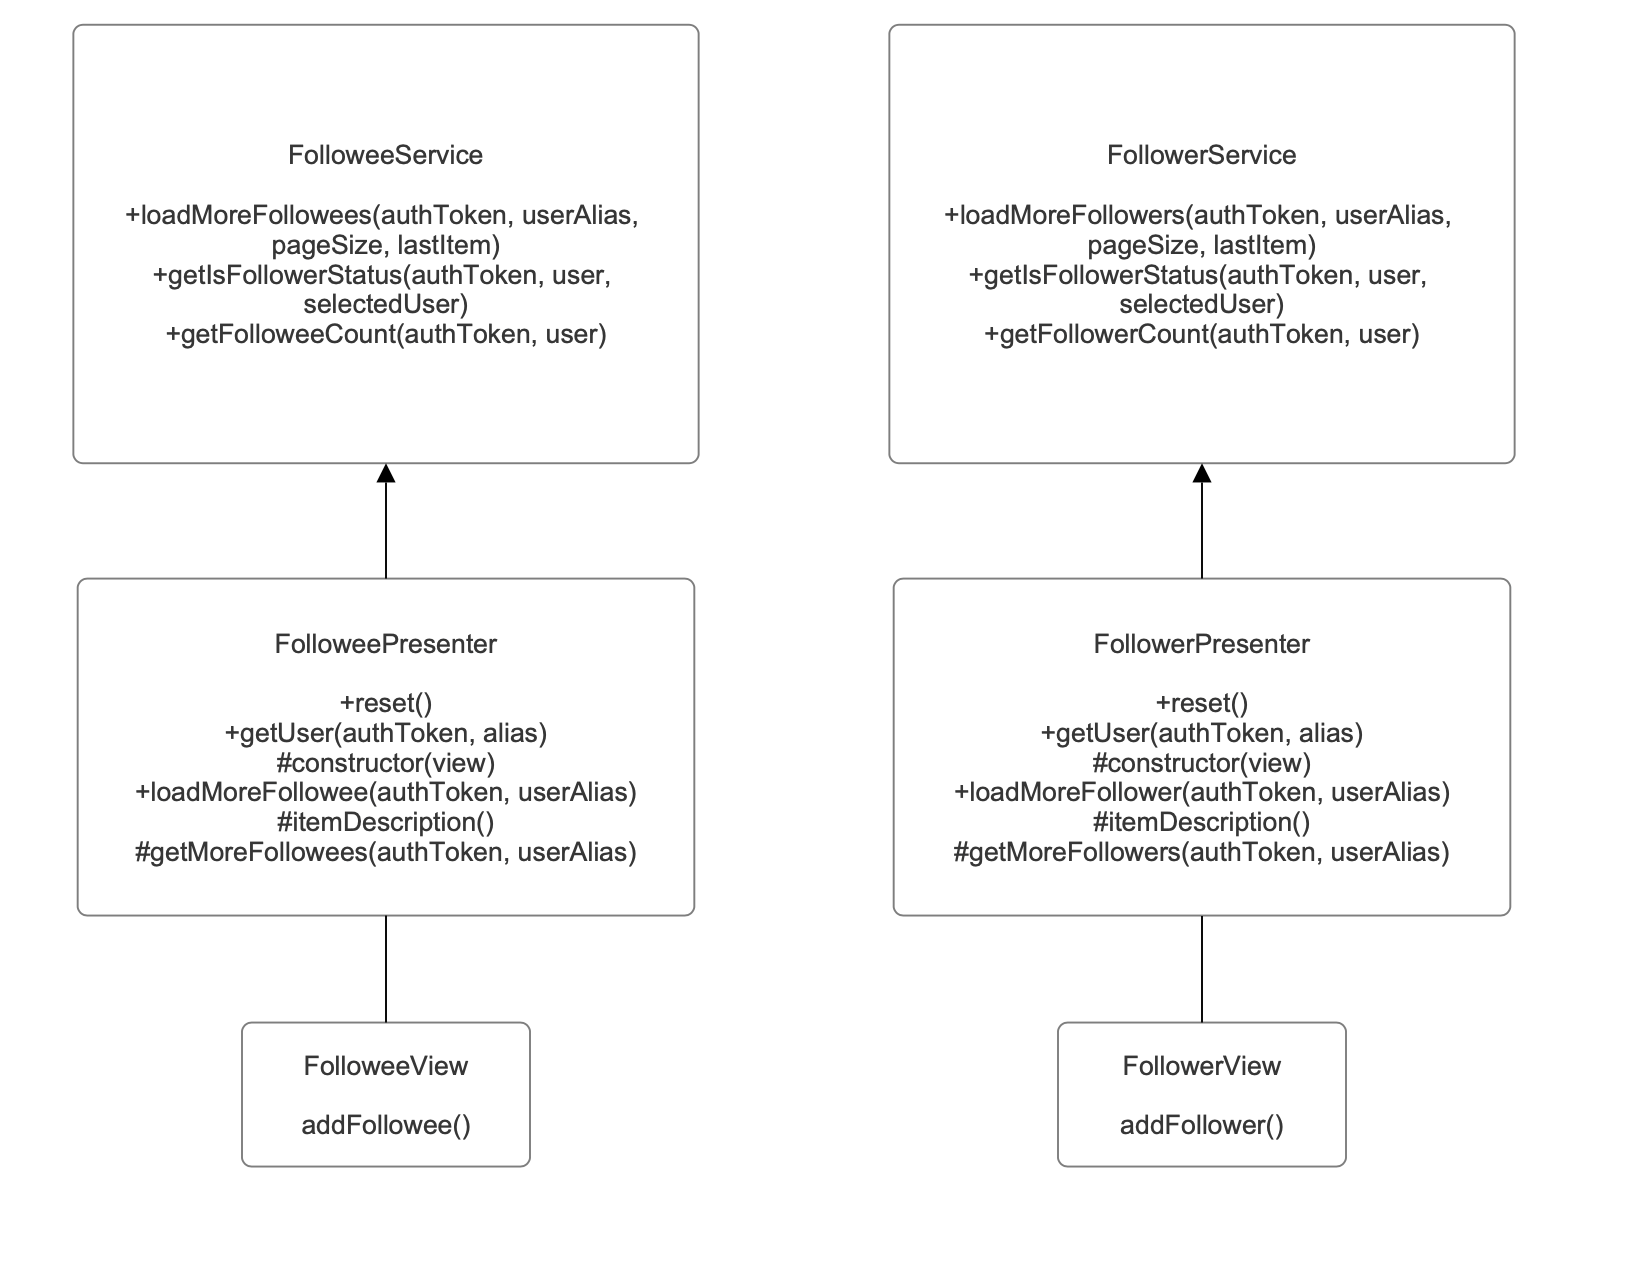 FolloweeService
+loadMoreFollowees(authToken, userAlias,
pageSize, lastItem)
+getIsFollowerStatus(authToken, user,
selectedUser)
+getFolloweeCount(authToken, user)
FollowerService
+loadMoreFollowers(authToken, userAlias,
pageSize, lastItem)
+getIsFollowerStatus(authToken, user,
selectedUser)
+getFollowerCount(authToken, user)
FolloweePresenter
+reset()
+getUser(authToken, alias)
#constructor(view)
+loadMoreFollowee(authToken, userAlias)
#itemDescription()
#getMoreFollowees(authToken, userAlias)
FollowerPresenter
+reset()
+getUser(authToken, alias)
#constructor(view)
+loadMoreFollower(authToken, userAlias)
#itemDescription()
#getMoreFollowers(authToken, userAlias)
FolloweeView
addFollowee()
FollowerView
addFollower()